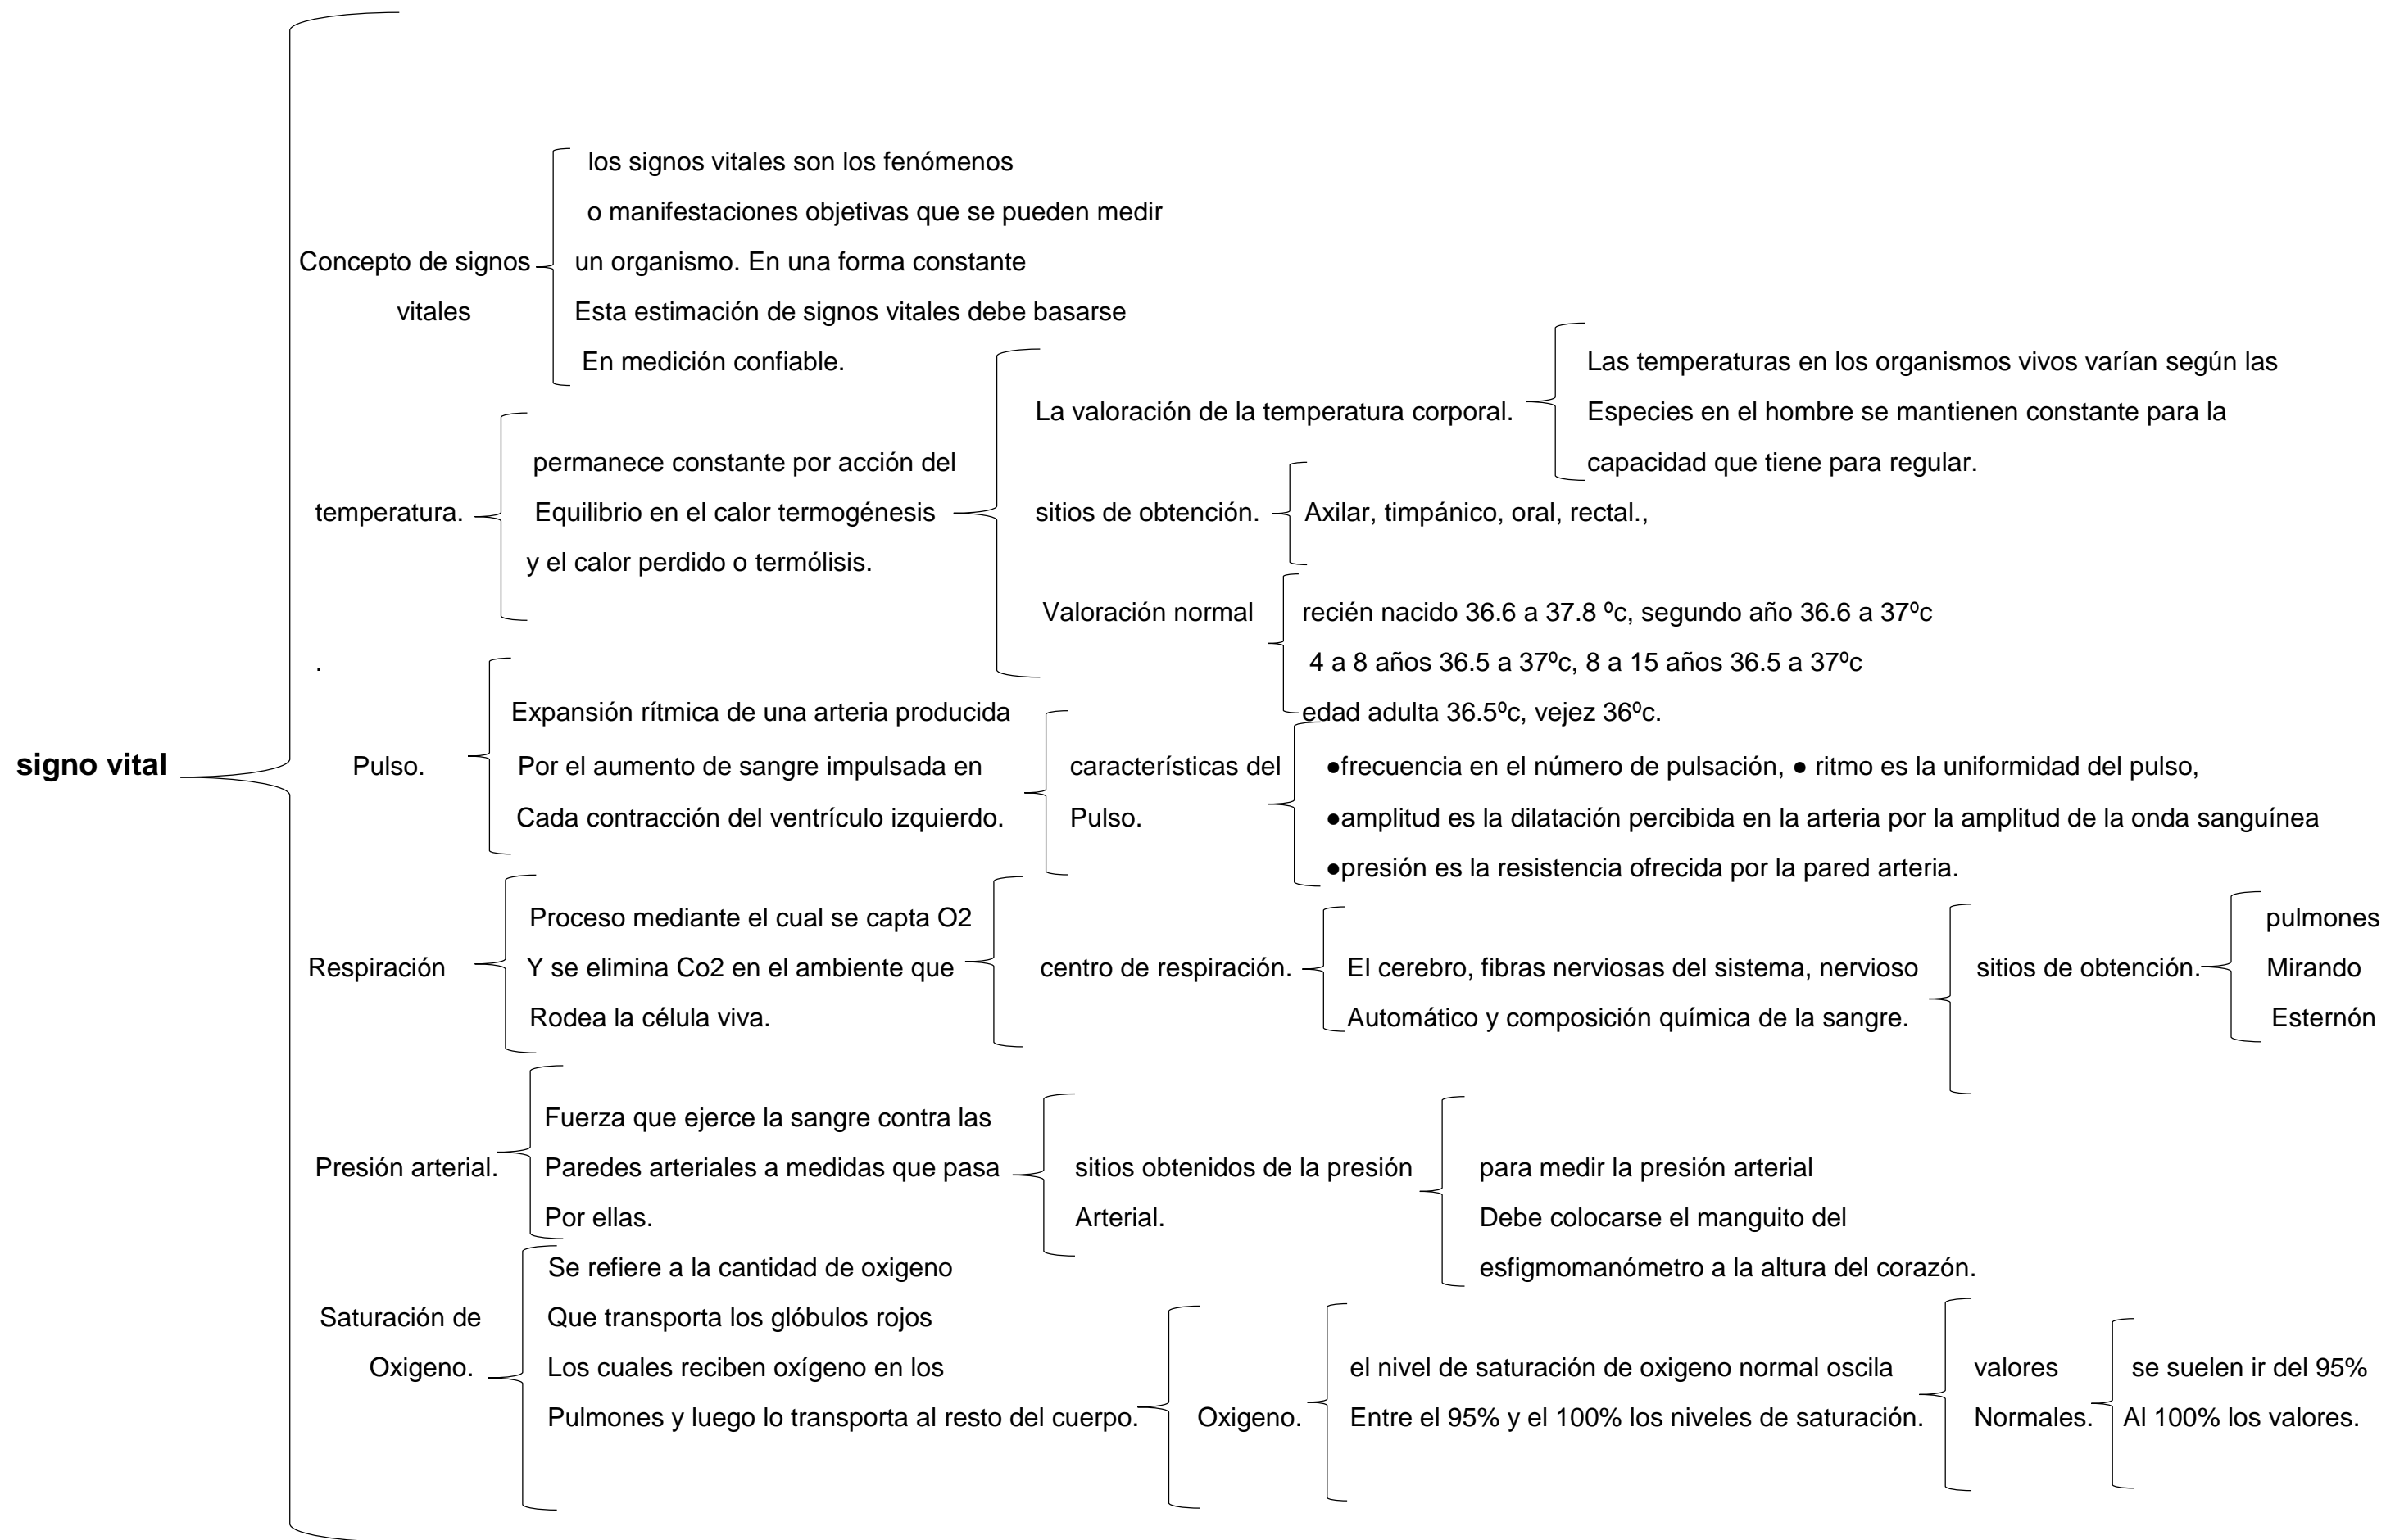 signo vital
Concepto de signos
vitales
los signos vitales son los fenómenos
o manifestaciones objetivas que se pueden medir
un organismo. En una forma constante
Esta estimación de signos vitales debe basarse
En medición confiable.
temperatura.
permanece constante por acción del
Equilibrio en el calor termogénesis
y el calor perdido o termólisis.
La valoración de la temperatura corporal.
Las temperaturas en los organismos vivos varían según las
Especies en el hombre se mantienen constante para la
capacidad que tiene para regular.
sitios de obtención.
Axilar, timpánico, oral, rectal.,
Valoración normal
recién nacido 36.6 a 37.8 ºc, segundo año 36.6 a 37ºc
4 a 8 años 36.5 a 37ºc, 8 a 15 años 36.5 a 37ºc
edad adulta 36.5ºc, vejez 36ºc.
.
Pulso.
Expansión rítmica de una arteria producida
Por el aumento de sangre impulsada en
Cada contracción del ventrículo izquierdo.
características del
Pulso.
●frecuencia en el número de pulsación, ● ritmo es la uniformidad del pulso,
●amplitud es la dilatación percibida en la arteria por la amplitud de la onda sanguínea
●presión es la resistencia ofrecida por la pared arteria.
Respiración
Proceso mediante el cual se capta O2
Y se elimina Co2 en el ambiente que
Rodea la célula viva.
centro de respiración.
El cerebro, fibras nerviosas del sistema, nervioso
Automático y composición química de la sangre.
sitios de obtención.
pulmones
Mirando
Esternón
Presión arterial.
Fuerza que ejerce la sangre contra las
Paredes arteriales a medidas que pasa
Por ellas.
sitios obtenidos de la presión
Arterial.
para medir la presión arterial
Debe colocarse el manguito del
esfigmomanómetro a la altura del corazón.
Saturación de
Oxigeno.
Se refiere a la cantidad de oxigeno
Que transporta los glóbulos rojos
Los cuales reciben oxígeno en los
Pulmones y luego lo transporta al resto del cuerpo.
Oxigeno.
el nivel de saturación de oxigeno normal oscila
Entre el 95% y el 100% los niveles de saturación.
valores
Normales.
se suelen ir del 95%
Al 100% los valores.